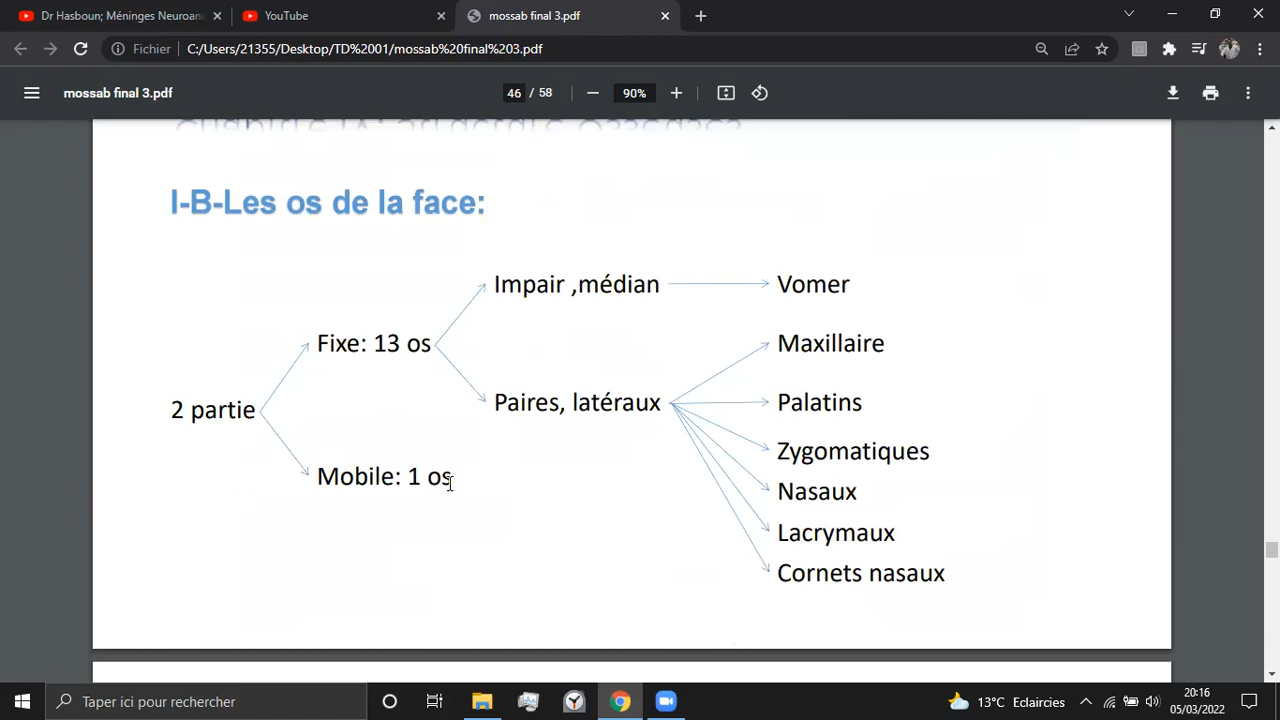 Dr Hasboun; Méninges Neuroana
YouTube
mossab final 3.pdf
Fichier
C:/Users/21355/Desktop/TD%2001/mossab%20final%203.pdf
mossab final 3.pdf
46 / 58
90%
I-B-Les os de la face:
Impair ,médian
Vomer
Fixe: 13 os
Maxillaire
2 partie
Paires, latéraux
Palatins
Zygomatiques
Mobile: 1 os
Nasaux
Lacrymaux
Cornets nasaux
Taper ici pour rechercher
13°C Eclaircies
20:16
05/03/2022